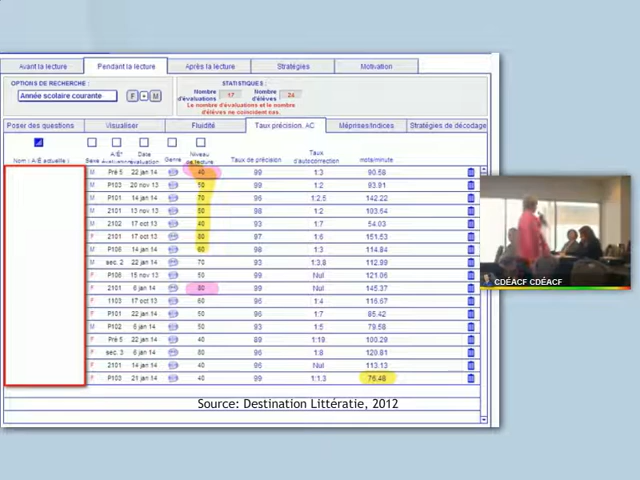 Avant la lecture Pendant la lecture Après la lecture Stratégies Motivation
OPTIONS DE RECHERCHE : STATISTIQUES :
Année scolaire courante F M Nombre d'évaluations 17 Nombre d'élèves 24
Le nombre d'évaluations et le nombre
d'élèves ne coïncident pas.
Poser des questions Visualiser Fluidité Taux précision, AC Méprises/Indices Stratégies de décodage
Nom ( A/E actuelle ) Sexe Date évaluation Genre Niveau de lecture Taux de précision Taux d'autocorrection mots/minute
M Pré 5 22 jan 14 40 99 1:3 90.58
M P103 20 nov 13 50 99 1:2 93.91
M P101 14 jan 14 70 96 1:2.5 142.22
M 2101 13 nov 13 50 98 1:2 103.64
M 2102 17 oct 13 40 93 1:7 54.03
F 2101 17 oct 13 80 97 1:6 151.53
M P106 14 jan 14 60 98 1:3 114.84
M sec. 2 22 jan 14 70 93 1:3.8 112.99
M P106 15 nov 13 50 99 Nul 121.06
F 2101 6 jan 14 80 99 Nul 145.37
F 1103 17 oct 13 60 96 1:4 116.67
M P101 17 jan 14 50 96 1:7 85.42
M P102 6 jan 14 50 93 1:5 79.58
F Pré 5 22 jan 14 40 89 1:19 100.29
F sec. 3 6 jan 14 80 96 1:8 120.81
F 2101 21 jan 14 40 96 Nul 113.13
F P103 21 jan 14 40 99 1:1.3 76.48
Source: Destination Littératie, 2012
CDÉACF CDÉACF